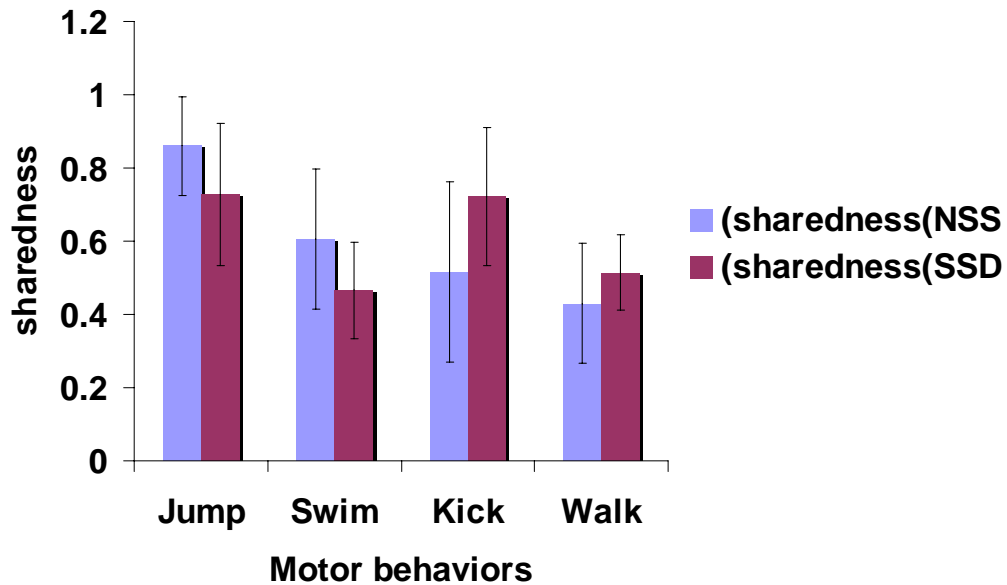 1.2
1
0.8
0.6
0.4
0.2
0
sharedness
Jump Swim Kick Walk
Motor behaviors
(sharedness(NSS
(sharedness(SSD